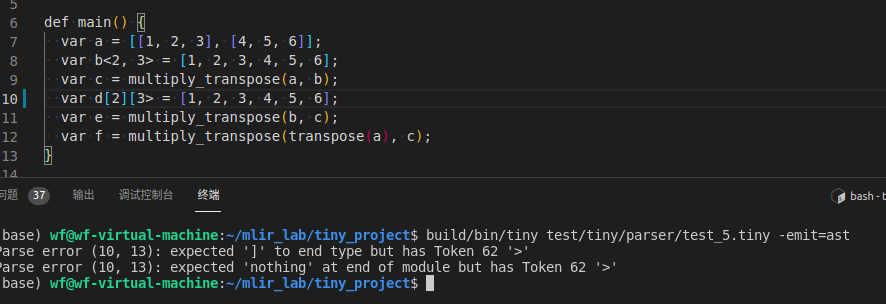 5
6 def main() {
7 var a = [[1, 2, 3], [4, 5, 6]];
8 var b<2, 3> = [1, 2, 3, 4, 5, 6];
9 var c = multiply_transpose(a, b);
10 var d[2][3> = [1, 2, 3, 4, 5, 6];
11 var e = multiply_transpose(b, c);
12 var f = multiply_transpose(transpose(a), c);
13 }
14
问题 37 输出 调试控制台 终端 bash - t
base) wf@wf-virtual-machine:~/mlir_lab/tiny_project$ build/bin/tiny test/tiny/parser/test_5.tiny -emit=ast
Parse error (10, 13): expected ']' to end type but has Token 62 '>'
Parse error (10, 13): expected 'nothing' at end of module but has Token 62 '>'
base) wf@wf-virtual-machine:~/mlir_lab/tiny_project$